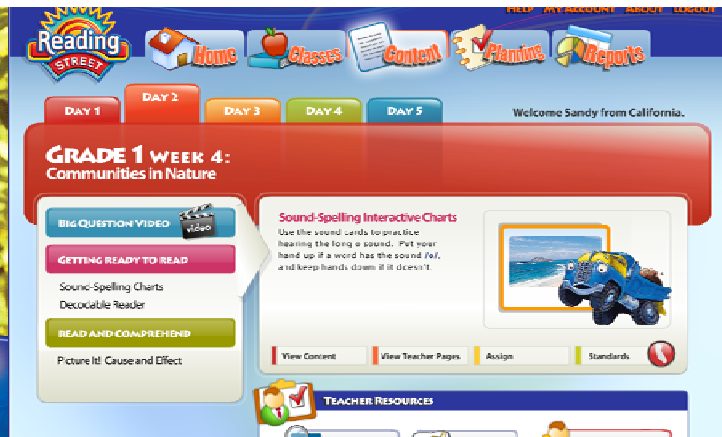 HELP MY ACCOUNT ABOUT LOGOUT
Reading
STREET
Home
Classes
Content
Planning
Reports
DAY 1
DAY 2
DAY 3
DAY 4
DAY 5
Welcome Sandy from California.
GRADE 1 WEEK 4:
Communities in Nature
BIG QUESTION VIDEO
video
GETTING READY TO READ
Sound-Spelling Charts
Decodable Reader
READ AND COMPREHEND
Picture It! Cause and Effect
Sound-Spelling Interactive Charts
Use the sound cards to practice
hearing the long o sound. Put your
hand up if a word has the sound /o/,
and keep hands down if it doesn't.
View Content
View Teacher Pages
Assign
Standards
TEACHER RESOURCES